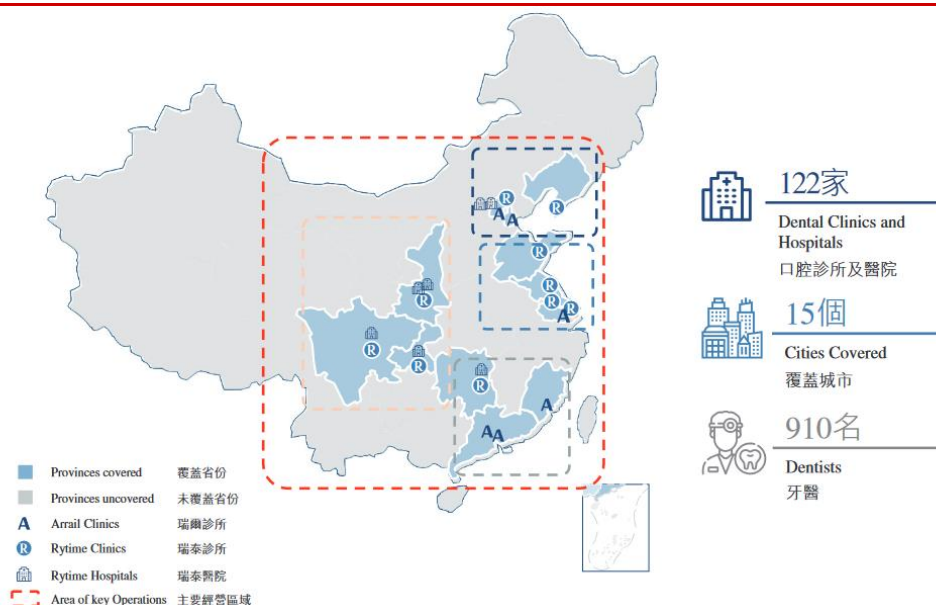 122家
Dental Clinics and
Hospitals
口腔診所及醫院
15個
Cities Covered
覆蓋城市
910名
Dentists
牙醫
Provinces covered 覆蓋省份
Provinces uncovered 未覆蓋省份
A Arrail Clinics 瑞爾診所
R Rytime Clinics 瑞泰診所
Rytime Hospitals 瑞泰醫院
Area of key Operations 主要經營區域
R
A A
R
R
R
R
R
A
R
R
R
R
A
A A